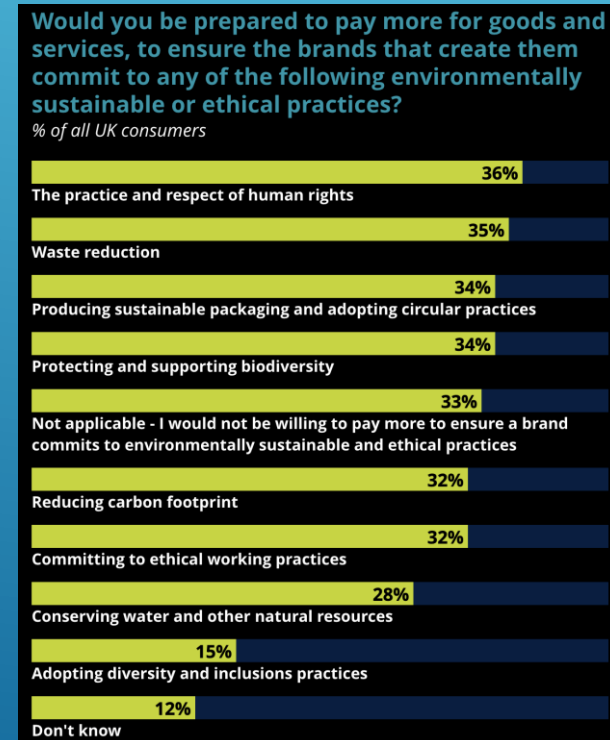 Would you be prepared to pay more for goods and
services, to ensure the brands that create them
commit to any of the following environmentally
sustainable or ethical practices?
% of all UK consumers
36%
The practice and respect of human rights
35%
Waste reduction
34%
Producing sustainable packaging and adopting circular practices
34%
Protecting and supporting biodiversity
33%
Not applicable - I would not be willing to pay more to ensure a brand
commits to environmentally sustainable and ethical practices
32%
Reducing carbon footprint
32%
Committing to ethical working practices
28%
Conserving water and other natural resources
15%
Adopting diversity and inclusions practices
12%
Don't know